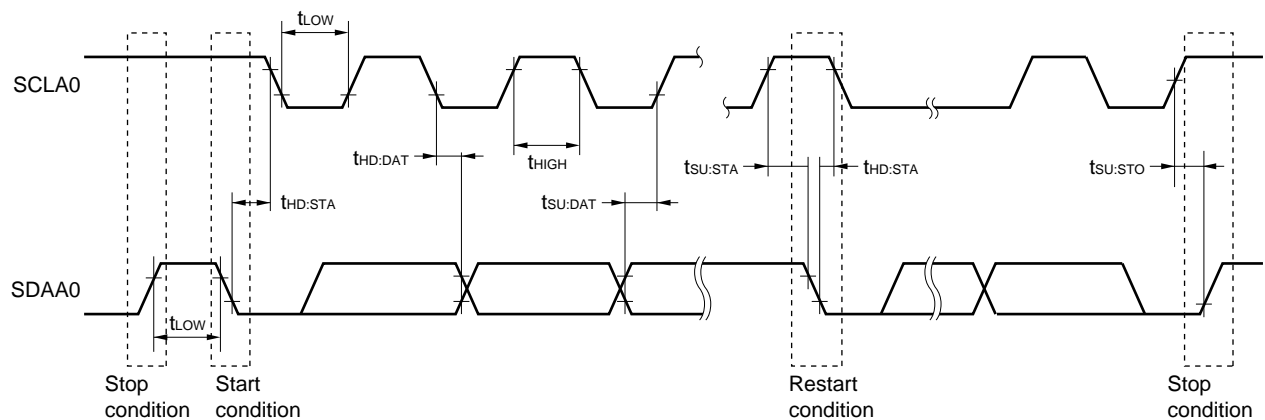 tLOW
SCLA0
tHD:DAT
tHIGH
tSU:STA
tHD:STA
tSU:STO
tHD:STA
tSU:DAT
SDAA0
tLOW
Stop
condition
Start
condition
Restart
condition
Stop
condition